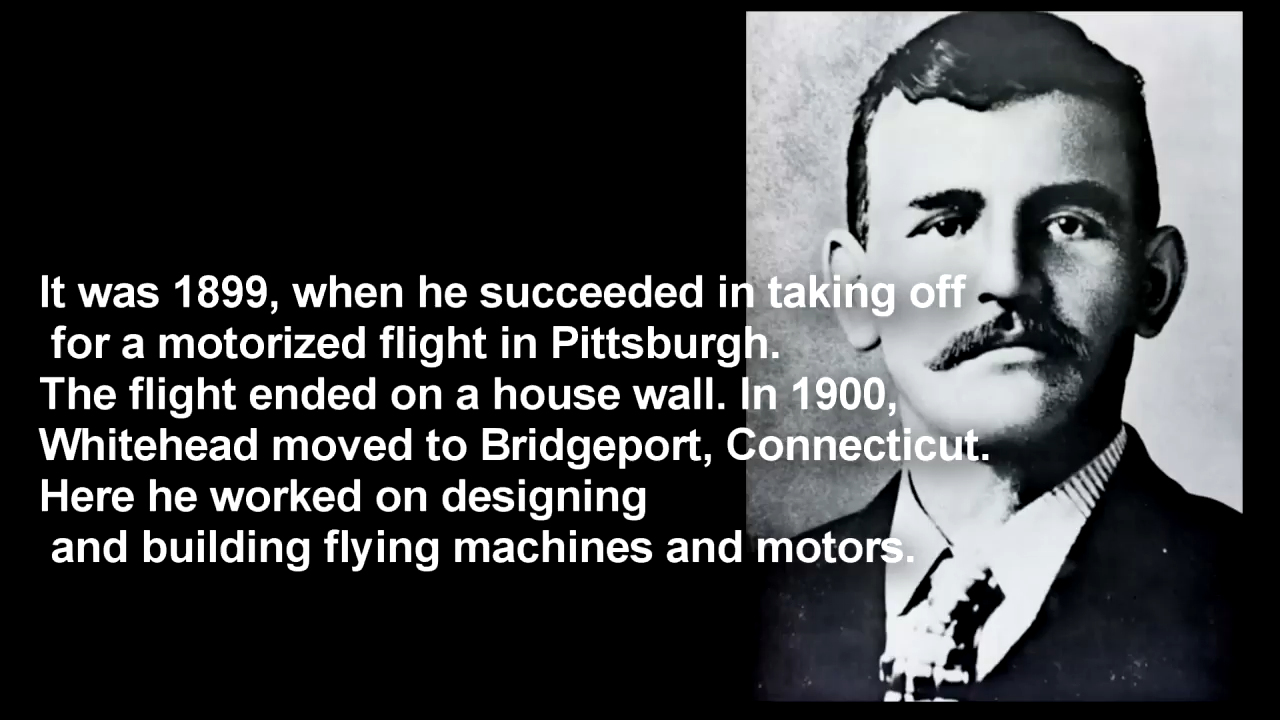 It was 1899, when he succeeded in taking off
for a motorized flight in Pittsburgh.
The flight ended on a house wall. In 1900,
Whitehead moved to Bridgeport, Connecticut.
Here he worked on designing
and building flying machines and motors.